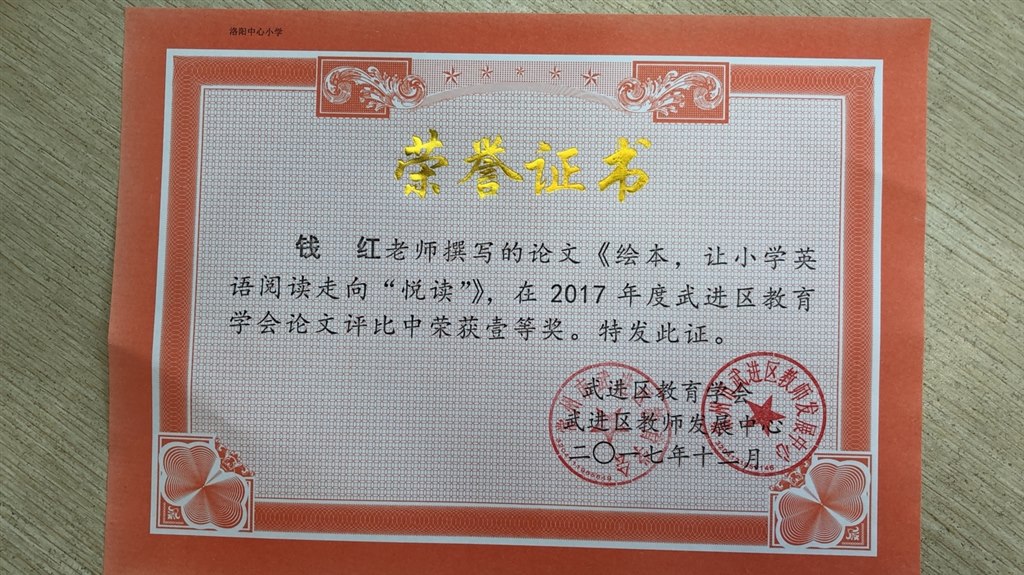 洛阳中心小学
荣誉证书
钱 红老师撰写的论文《绘本，让小学英
语阅读走向“悦读”》，在 2017 年度武进区教育
学会论文评比中荣获壹等奖。特发此证。
武进区教育学会
武进区教师发展中心
二〇一七年十二月